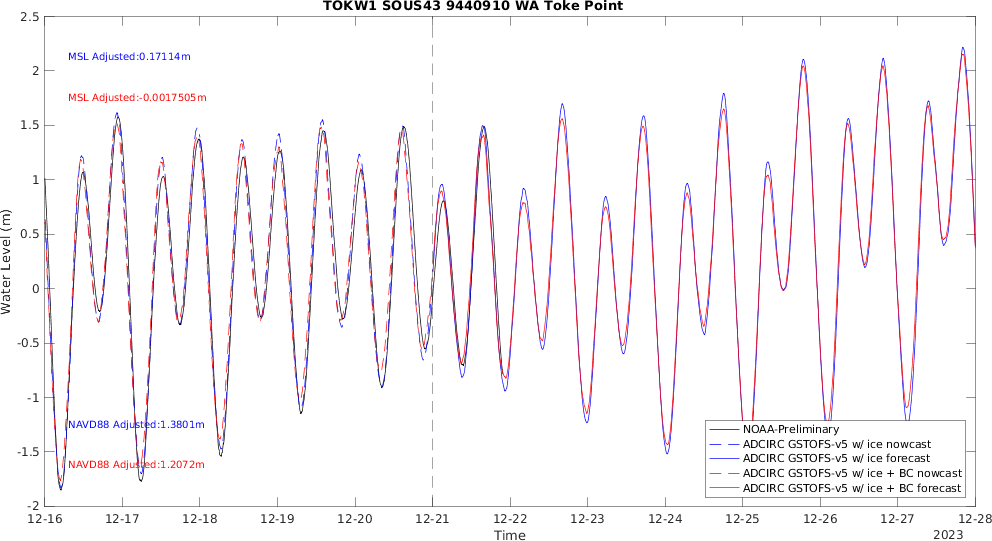 TOKW1 SOUS43 9440910 WA Toke Point
2.5
2
1.5
1
0.5
0
-0.5
-1
-1.5
-2
Water Level (m)
MSL Adjusted:0.17114m
MSL Adjusted:-0.0017505m
NAVD88 Adjusted:1.3801m
NAVD88 Adjusted:1.2072m
NOAA-Preliminary
ADCIRC GSTOFS-v5 w/ ice nowcast
ADCIRC GSTOFS-v5 w/ ice forecast
ADCIRC GSTOFS-v5 w/ ice + BC nowcast
ADCIRC GSTOFS-v5 w/ ice + BC forecast
12-16 12-17 12-18 12-19 12-20 12-21 12-22 12-23 12-24 12-25 12-26 12-27 12-28
Time
2023